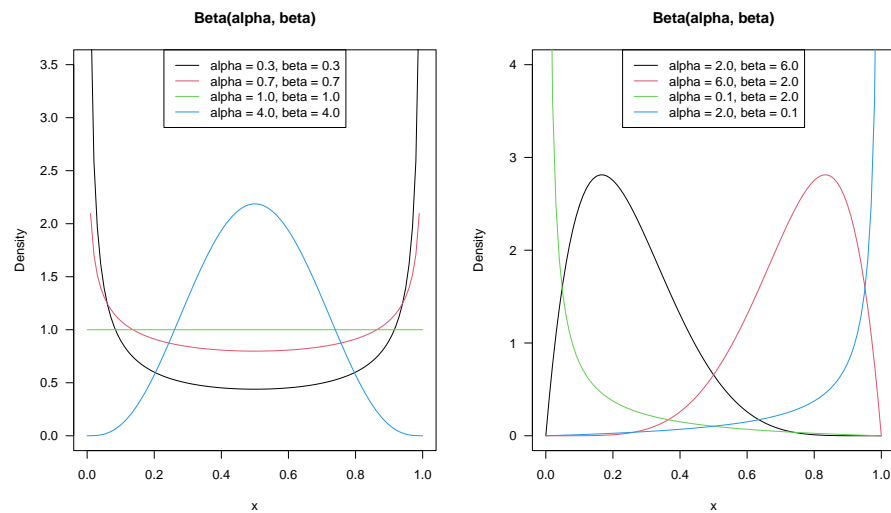 Beta(alpha, beta)
alpha = 0.3, beta = 0.3
alpha = 0.7, beta = 0.7
alpha = 1.0, beta = 1.0
alpha = 4.0, beta = 4.0
3.5
3.0
2.5
2.0
1.5
1.0
0.5
0.0
Density
0.0 0.2 0.4 0.6 0.8 1.0
x
Beta(alpha, beta)
alpha = 2.0, beta = 6.0
alpha = 6.0, beta = 2.0
alpha = 0.1, beta = 2.0
alpha = 2.0, beta = 0.1
4
3
2
1
0
Density
0.0 0.2 0.4 0.6 0.8 1.0
x